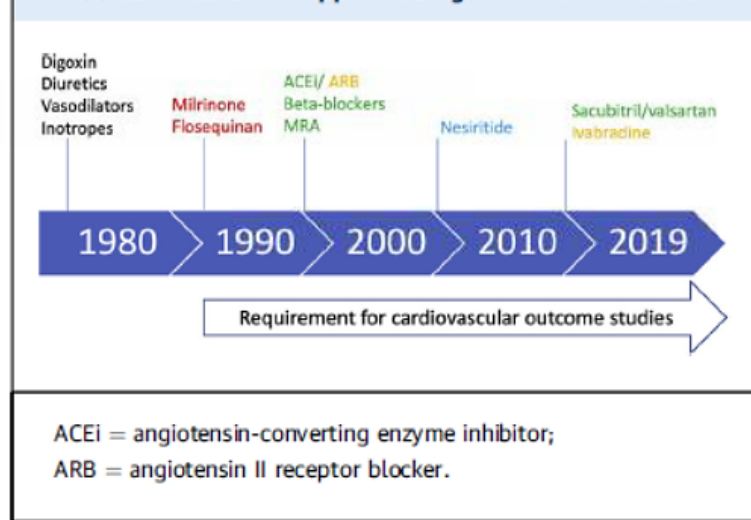 Digoxin
Diuretics
Vasodilators
Inotropes
Milrinone
Flosequinan
ACEi/ ARB
Beta-blockers
MRA
Nesiritide
Sacubitril/valsartan
Ivabradine
1980
1990
2000
2010
2019
Requirement for cardiovascular outcome studies
ACEi = angiotensin-converting enzyme inhibitor;
ARB = angiotensin II receptor blocker.